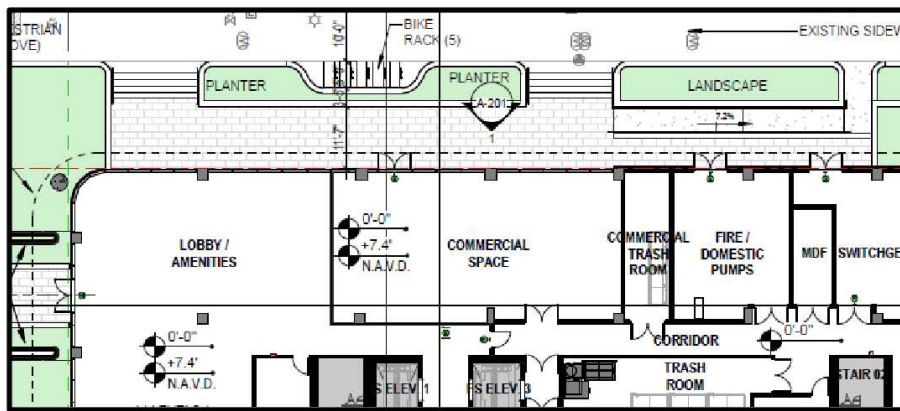 STRIAN
OVE)
BIKE
RACK (5)
EXISTING SIDEW
10'-0"
PLANTER
PLANTER
LANDSCAPE
A-201
1
7.2%
11'-7"
0'-0"
+7.4'
N.A.V.D.
LOBBY /
AMENITIES
COMMERCIAL
SPACE
COMMERCIAL
TRASH
ROOM
FIRE /
DOMESTIC
PUMPS
MDF
SWITCHGE
0'-0"
+7.4'
N.A.V.D.
CORRIDOR
0'-0"
TRASH
ROOM
S ELEV. 1
FS ELEV. 3
STAIR 02